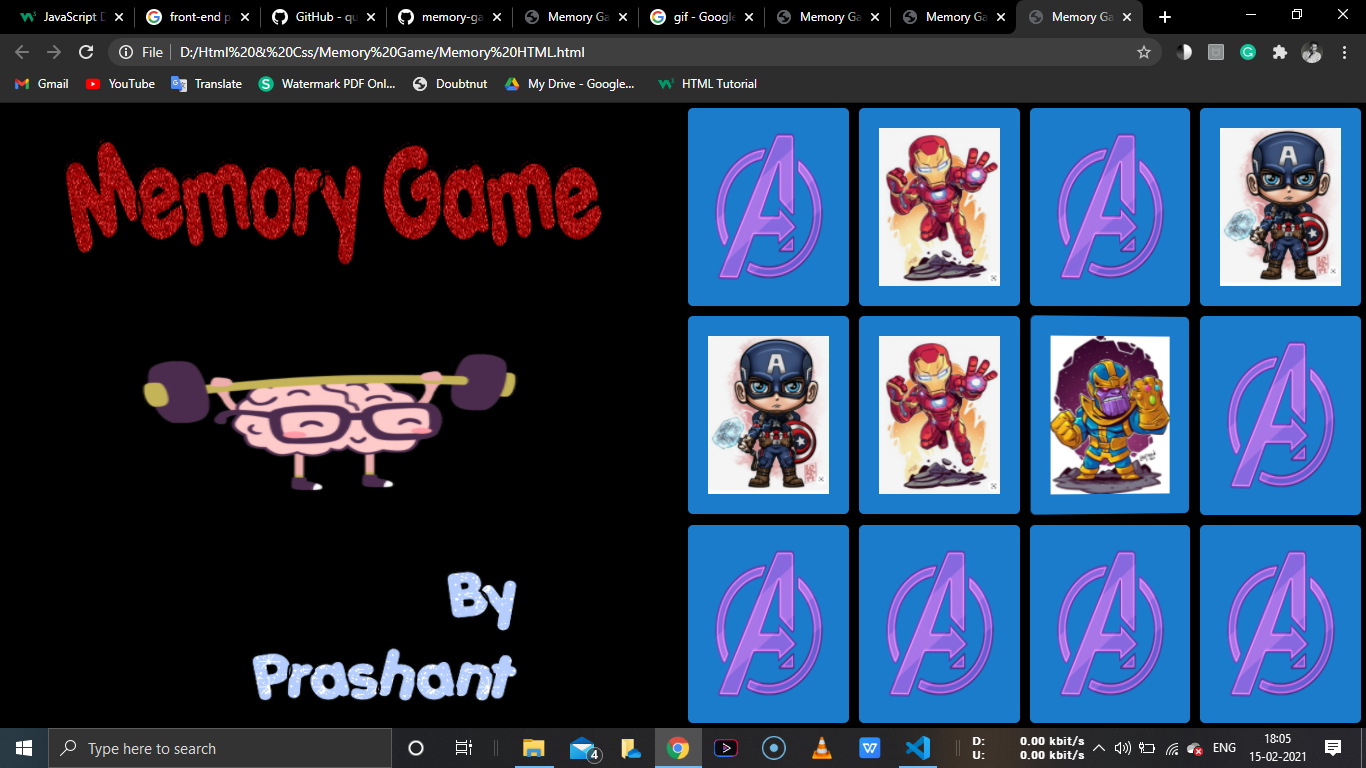 JavaScript D
front-end p
GitHub - qu
memory-ga
Memory Ga
gif - Google
Memory Ga
Memory Ga
Memory Ga
File
D:/Html%20&%20Css/Memory%20Game/Memory%20HTML.html
Gmail
YouTube
Translate
Watermark PDF Onl...
Doubtnut
My Drive - Google...
HTML Tutorial
Memory Game
By
Prashant
Type here to search
4
D: 0.00 kbit/s
U: 0.00 kbit/s
ENG
18:05
15-02-2021